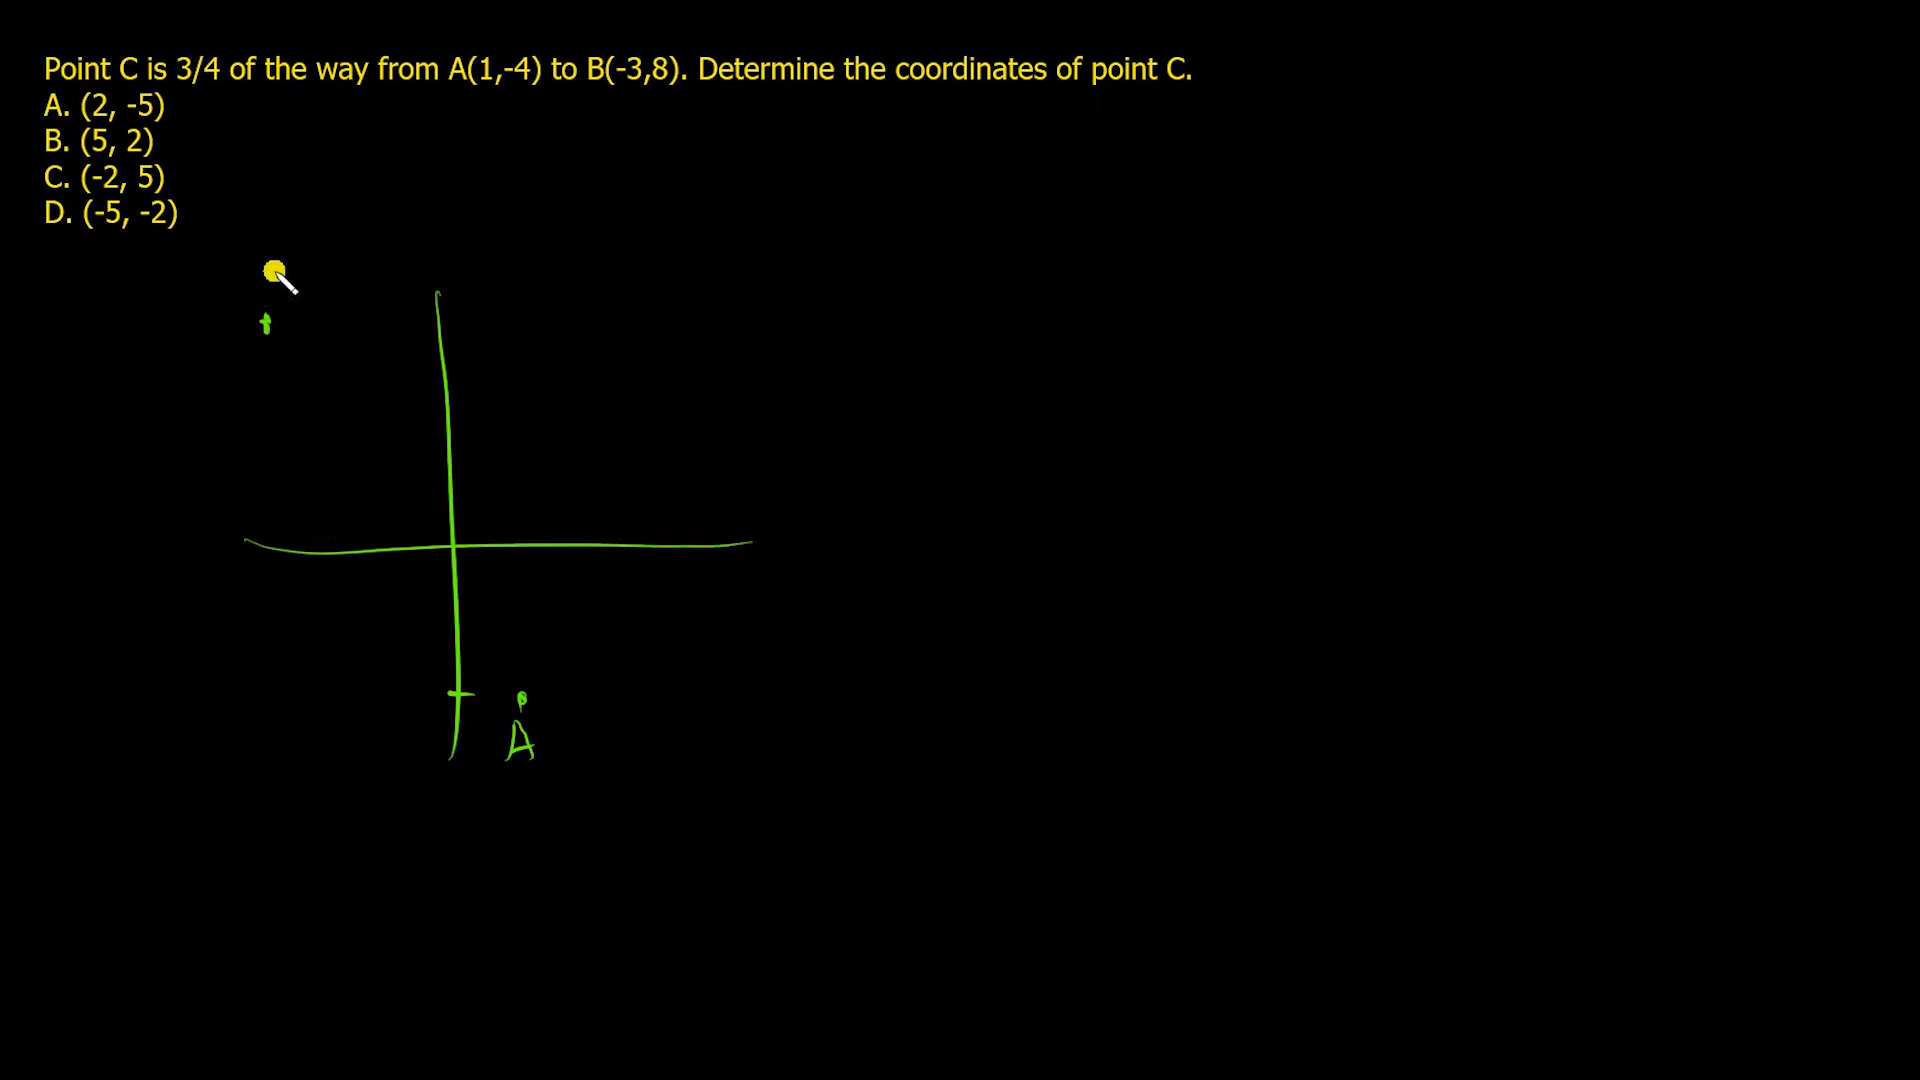 Point C is 3/4 of the way from A(1,-4) to B(-3,8). Determine the coordinates of point C.
A. (2, -5)
B. (5, 2)
C. (-2, 5)
D. (-5, -2)
A